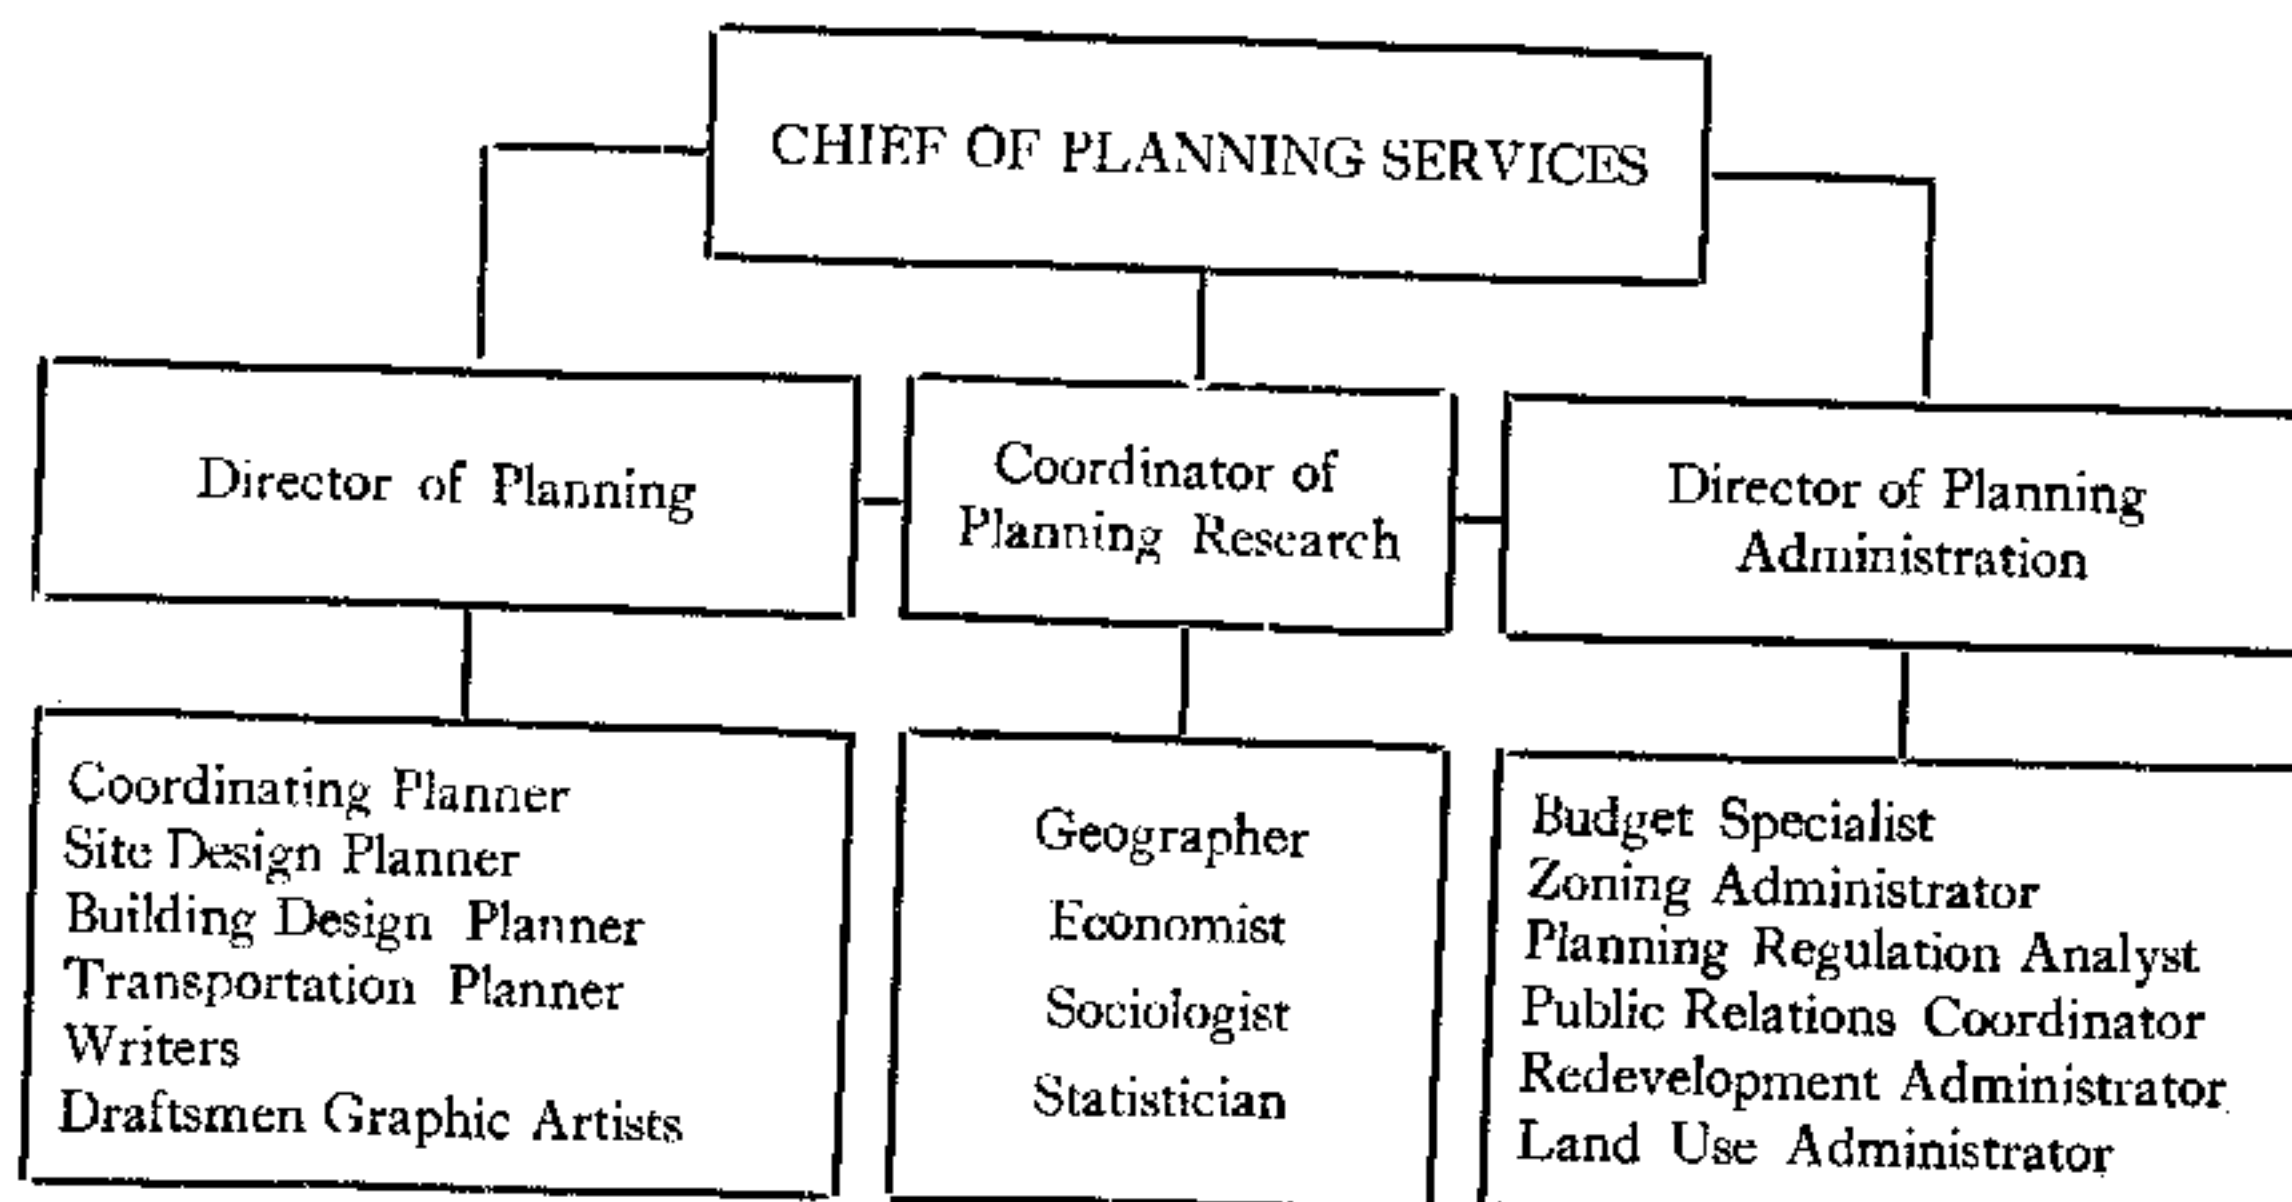 CHIEF OF PLANNING SERVICES
Director of Planning
Coordinator of
Planning Research
Director of Planning
Administration
Coordinating Planner
Site Design Planner
Building Design Planner
Transportation Planner
Writers
Draftsmen Graphic Artists
Geographer
Economist
Sociologist
Statistician
Budget Specialist
Zoning Administrator
Planning Regulation Analyst
Public Relations Coordinator
Redevelopment Administrator
Land Use Administrator